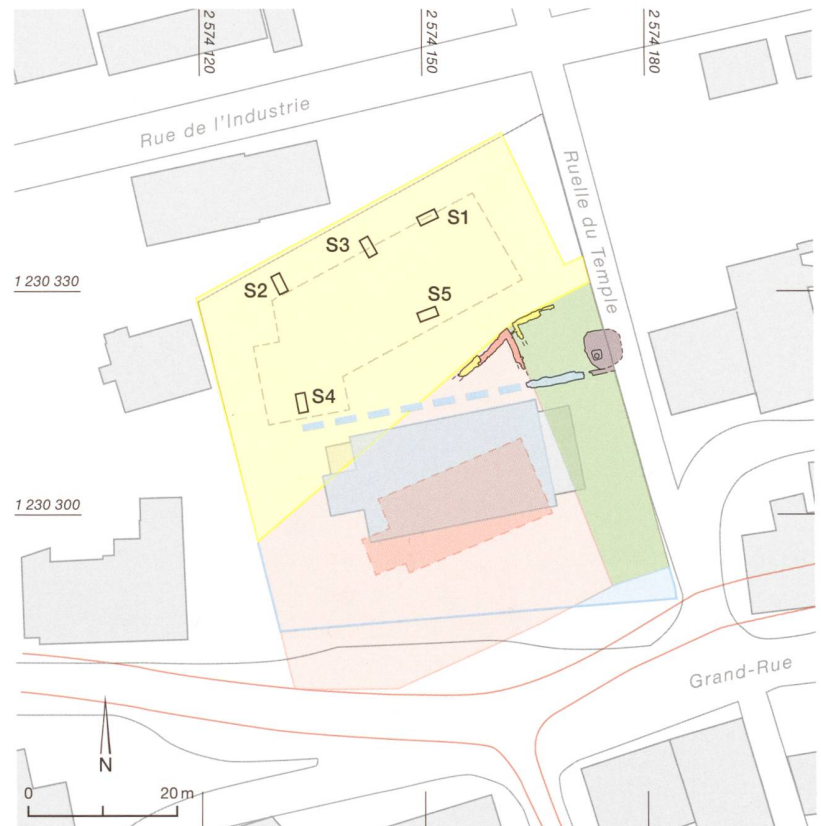 2 574 120
2 574 150
2 574 180
Rue de l'Industrie
Ruelle du Temple
S1
S3
S2
1 230 330
S5
S4
1 230 300
Grand-Rue
N
0
20 m